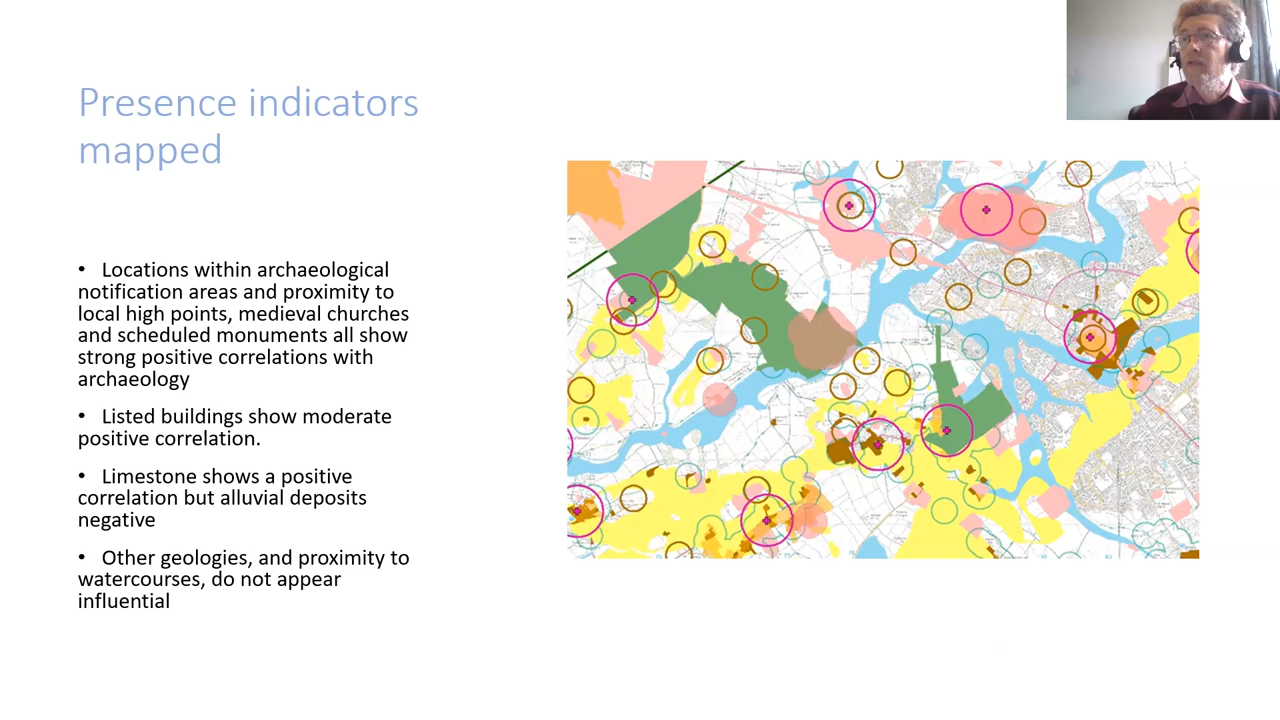 Presence indicators
mapped
• Locations within archaeological
notification areas and proximity to
local high points, medieval churches
and scheduled monuments all show
strong positive correlations with
archaeology
• Listed buildings show moderate
positive correlation.
• Limestone shows a positive
correlation but alluvial deposits
negative
• Other geologies, and proximity to
watercourses, do not appear
influential